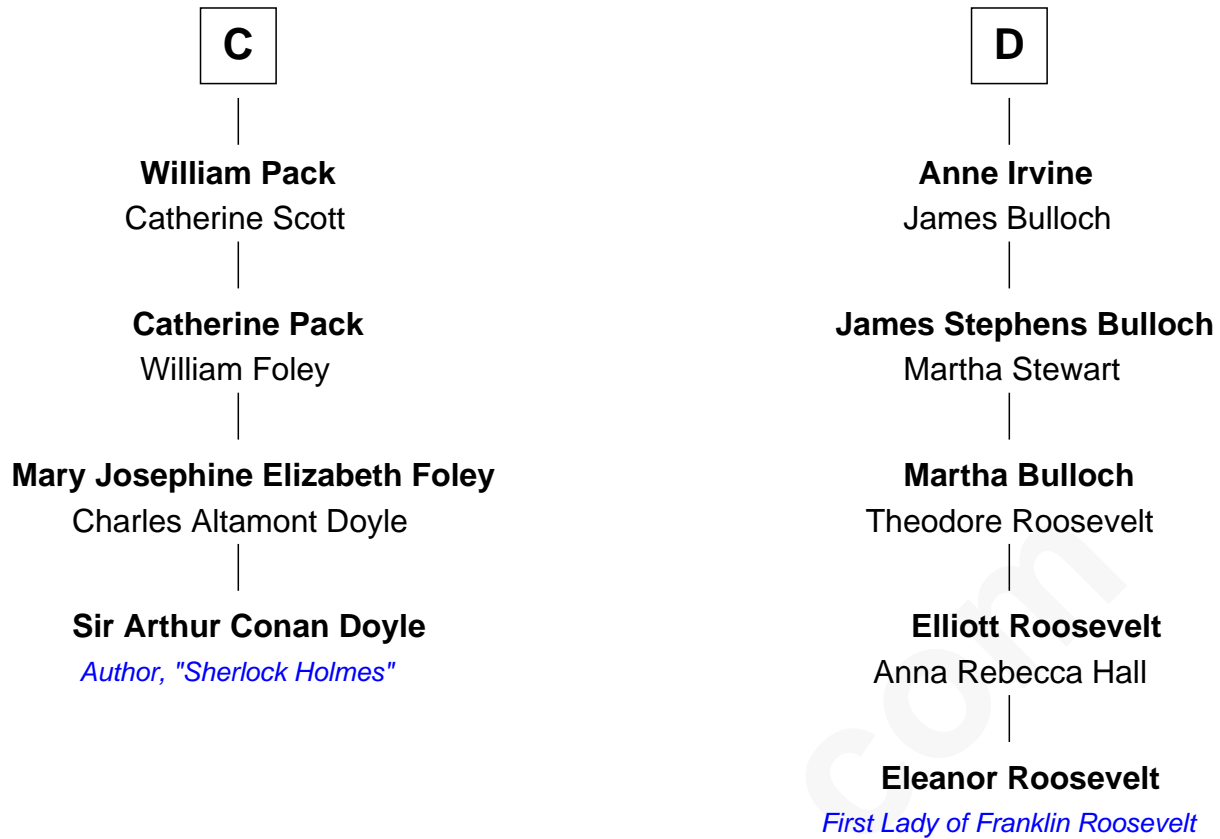 C
William Pack
Catherine Scott
Catherine Pack
William Foley
Mary Josephine Elizabeth Foley
Charles Altamont Doyle
Sir Arthur Conan Doyle
Author, "Sherlock Holmes"
D
Anne Irvine
James Bulloch
James Stephens Bulloch
Martha Stewart
Martha Bulloch
Theodore Roosevelt
Elliott Roosevelt
Anna Rebecca Hall
Eleanor Roosevelt
First Lady of Franklin Roosevelt
com